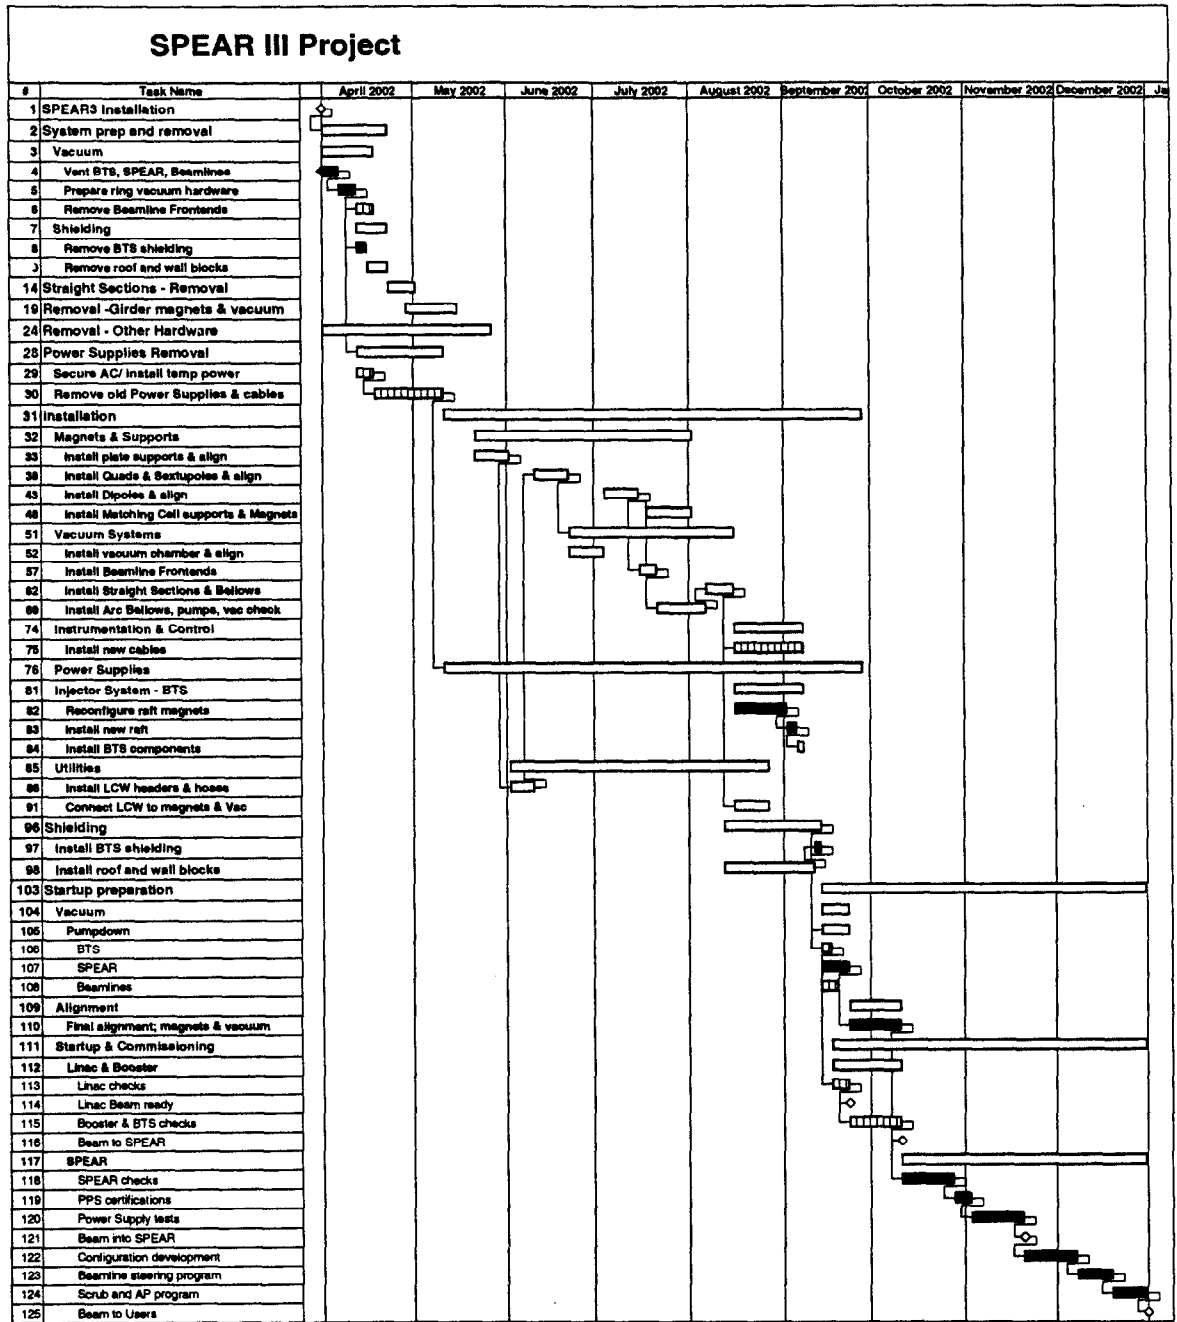 SPEAR III Project
# Task Name April 2002 May 2002 June 2002 July 2002 August 2002 September 2002 October 2002 November 2002 December 2002 Ja
1 SPEAR3 Installation
2 System prep and removal
3 Vacuum
4 Vent BTS, SPEAR, Beamlines
5 Prepare ring vacuum hardware
6 Remove Beamline Frontends
7 Shielding
8 Remove BTS shielding
Remove roof and wall blocks
14 Straight Sections - Removal
19 Removal -Girder magnets & vacuum
24 Removal - Other Hardware
28 Power Supplies Removal
29 Secure AC/ install temp power
30 Remove old Power Supplies & cables
31 Installation
32 Magnets & Supports
33 Install plate supports & align
38 Install Quads & Sextupoles & align
43 Install Dipoles & align
48 Install Matching Cell supports & Magnets
51 Vacuum Systems
52 Install vacuum chamber & align
57 Install Beamline Frontends
62 Install Straight Sections & Bellows
69 Install Arc Bellows, pumps, vac check
74 Instrumentation & Control
75 Install new cables
76 Power Supplies
81 Injector System - BTS
82 Reconfigure raft magnets
83 Install new raft
84 Install BTS components
85 Utilities
86 Install LCW headers & hoses
91 Connect LCW to magnets & Vac
96 Shielding
97 Install BTS shielding
98 Install roof and wall blocks
103 Startup preparation
104 Vacuum
105 Pumpdown
106 BTS
107 SPEAR
108 Beamlines
109 Alignment
110 Final alignment; magnets & vacuum
111 Startup & Commissioning
112 Linac & Booster
113 Linac checks
114 Linac Beam ready
115 Booster & BTS checks
116 Beam to SPEAR
117 SPEAR
118 SPEAR checks
119 PPS certifications
120 Power Supply tests
121 Beam into SPEAR
122 Configuration development
123 Beamline steering program
124 Scrub and AP program
125 Beam to Users